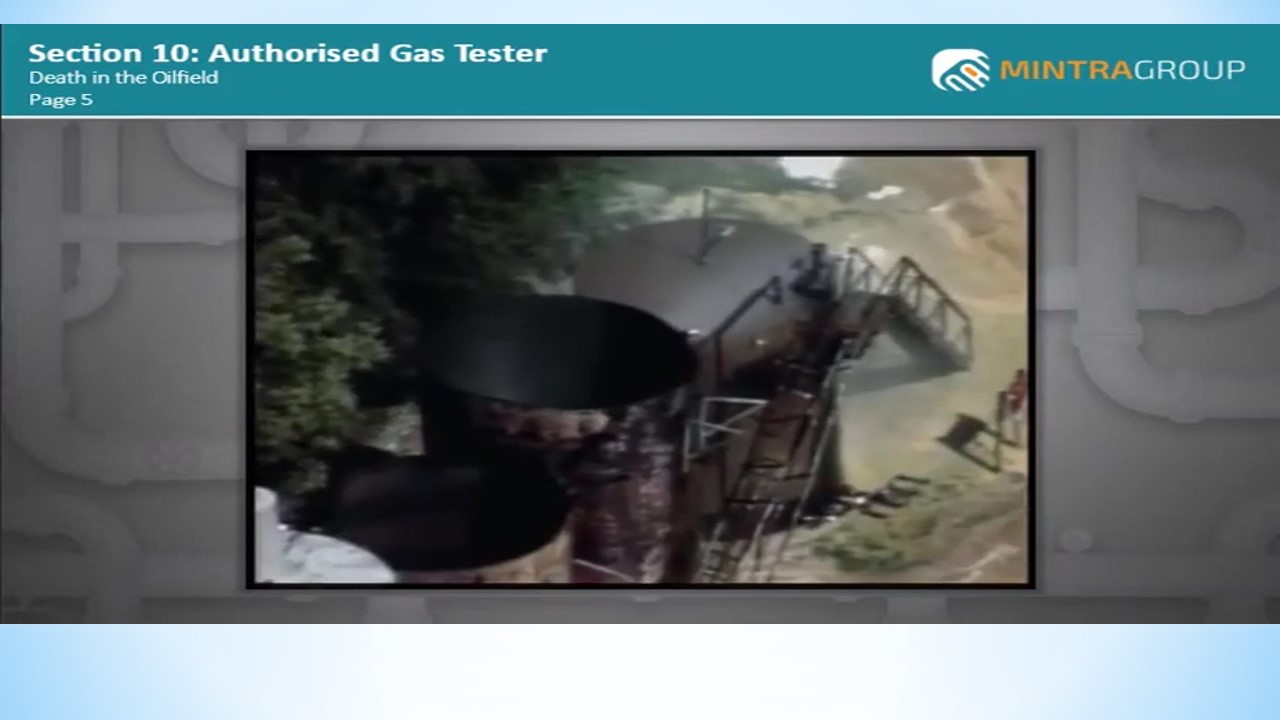 Section 10: Authorised Gas Tester
Death in the Oilfield
Page 5
MINTRAGROUP